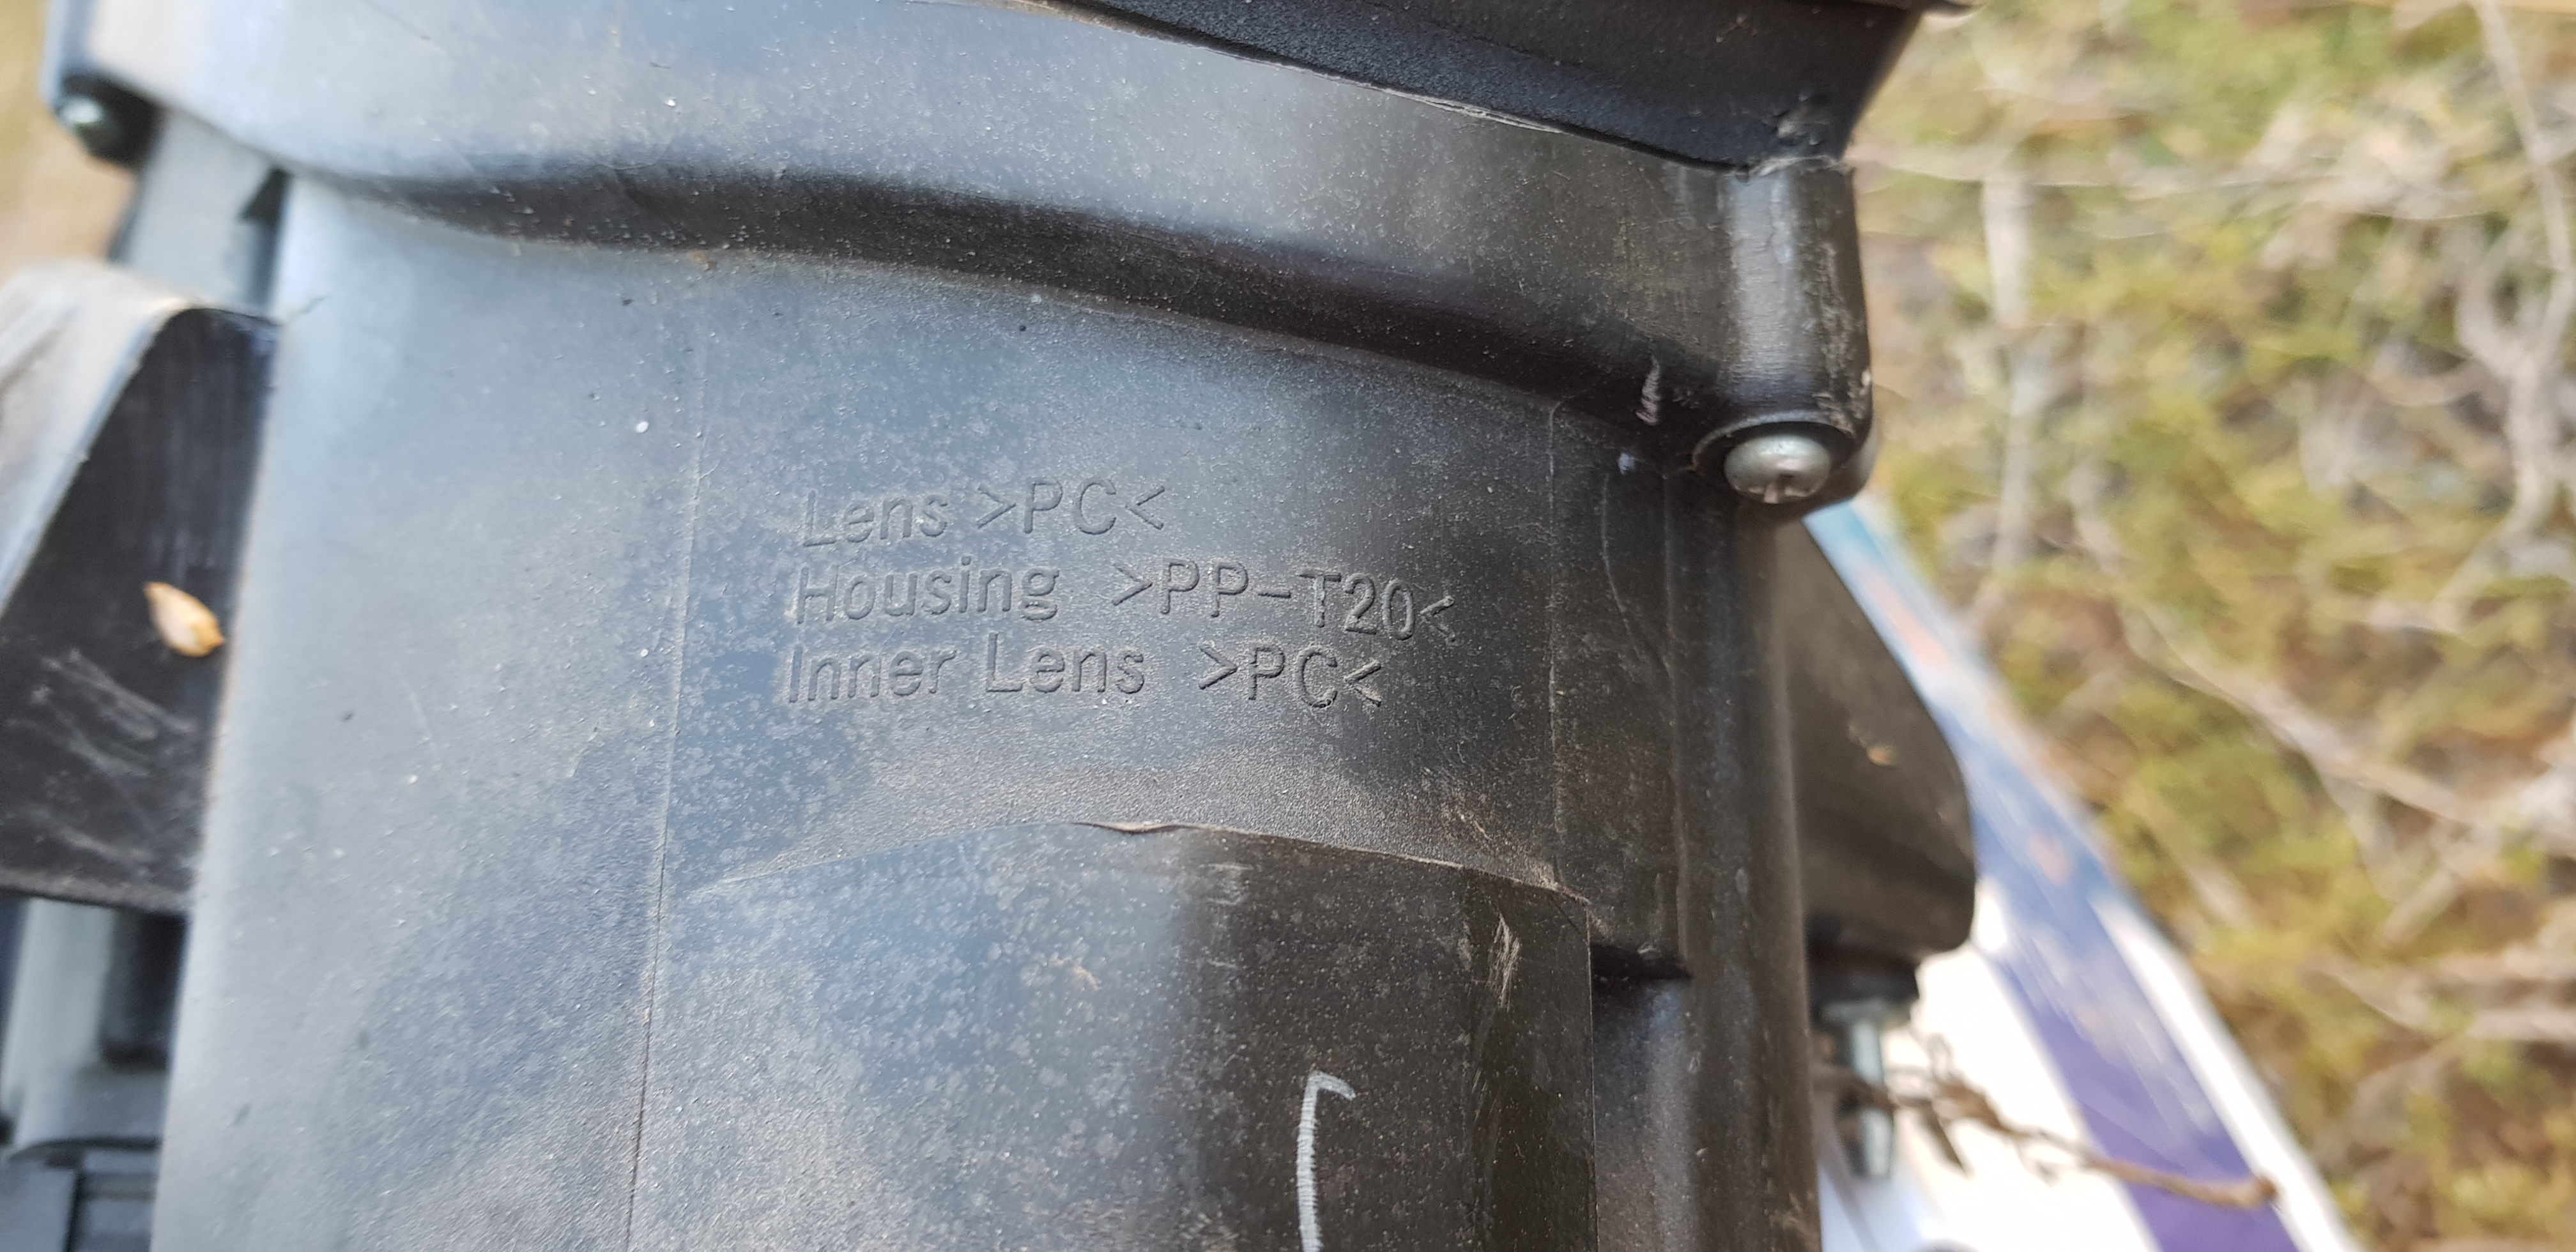 Lens >PC<
Housing >PP-T20<
Inner Lens >PC<